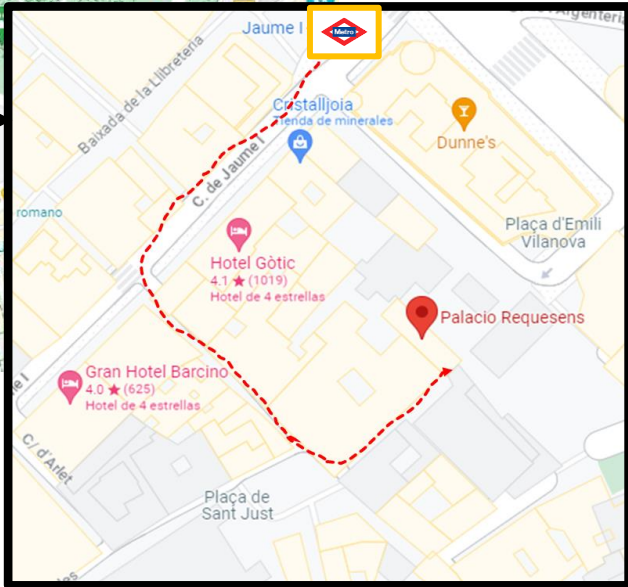 Jaume I
Metro
Argenteria
Baixada de la Llibreteria
Cristalljoia
Tienda de minerales
Dunne's
C. de Jaume I
romano
Plaça d'Emili
Vilanova
Hotel Gòtic
4.1 ★ (1019)
Hotel de 4 estrellas
Palacio Requesens
Gran Hotel Barcino
4.0 ★ (625)
Hotel de 4 estrellas
C/ d'Arlet
Plaça de
Sant Just